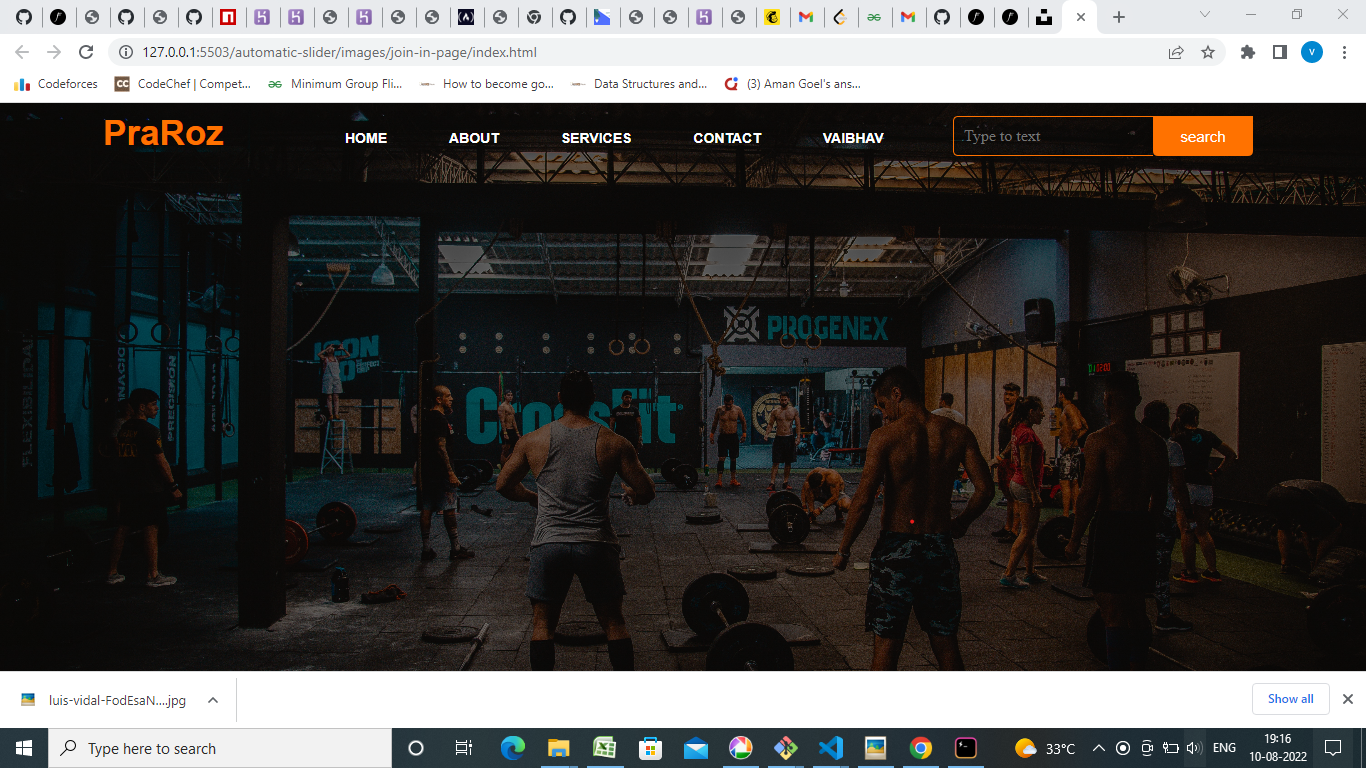 127.0.0.1:5503/automatic-slider/images/join-in-page/index.html
v
Codeforces
CC
CodeChef | Compet...
Minimum Group Fli...
How to become go...
Data Structures and...
(3) Aman Goel's ans...
PraRoz
HOME
ABOUT
SERVICES
CONTACT
VAIBHAV
Type to text
search
PROGENEX
ICON
CrossFit
FLEXIBILIDAD
PRECISIÓN
luis-vidal-FodEsaN....jpg
Show all
Type here to search
33°C
ENG
19:16
10-08-2022